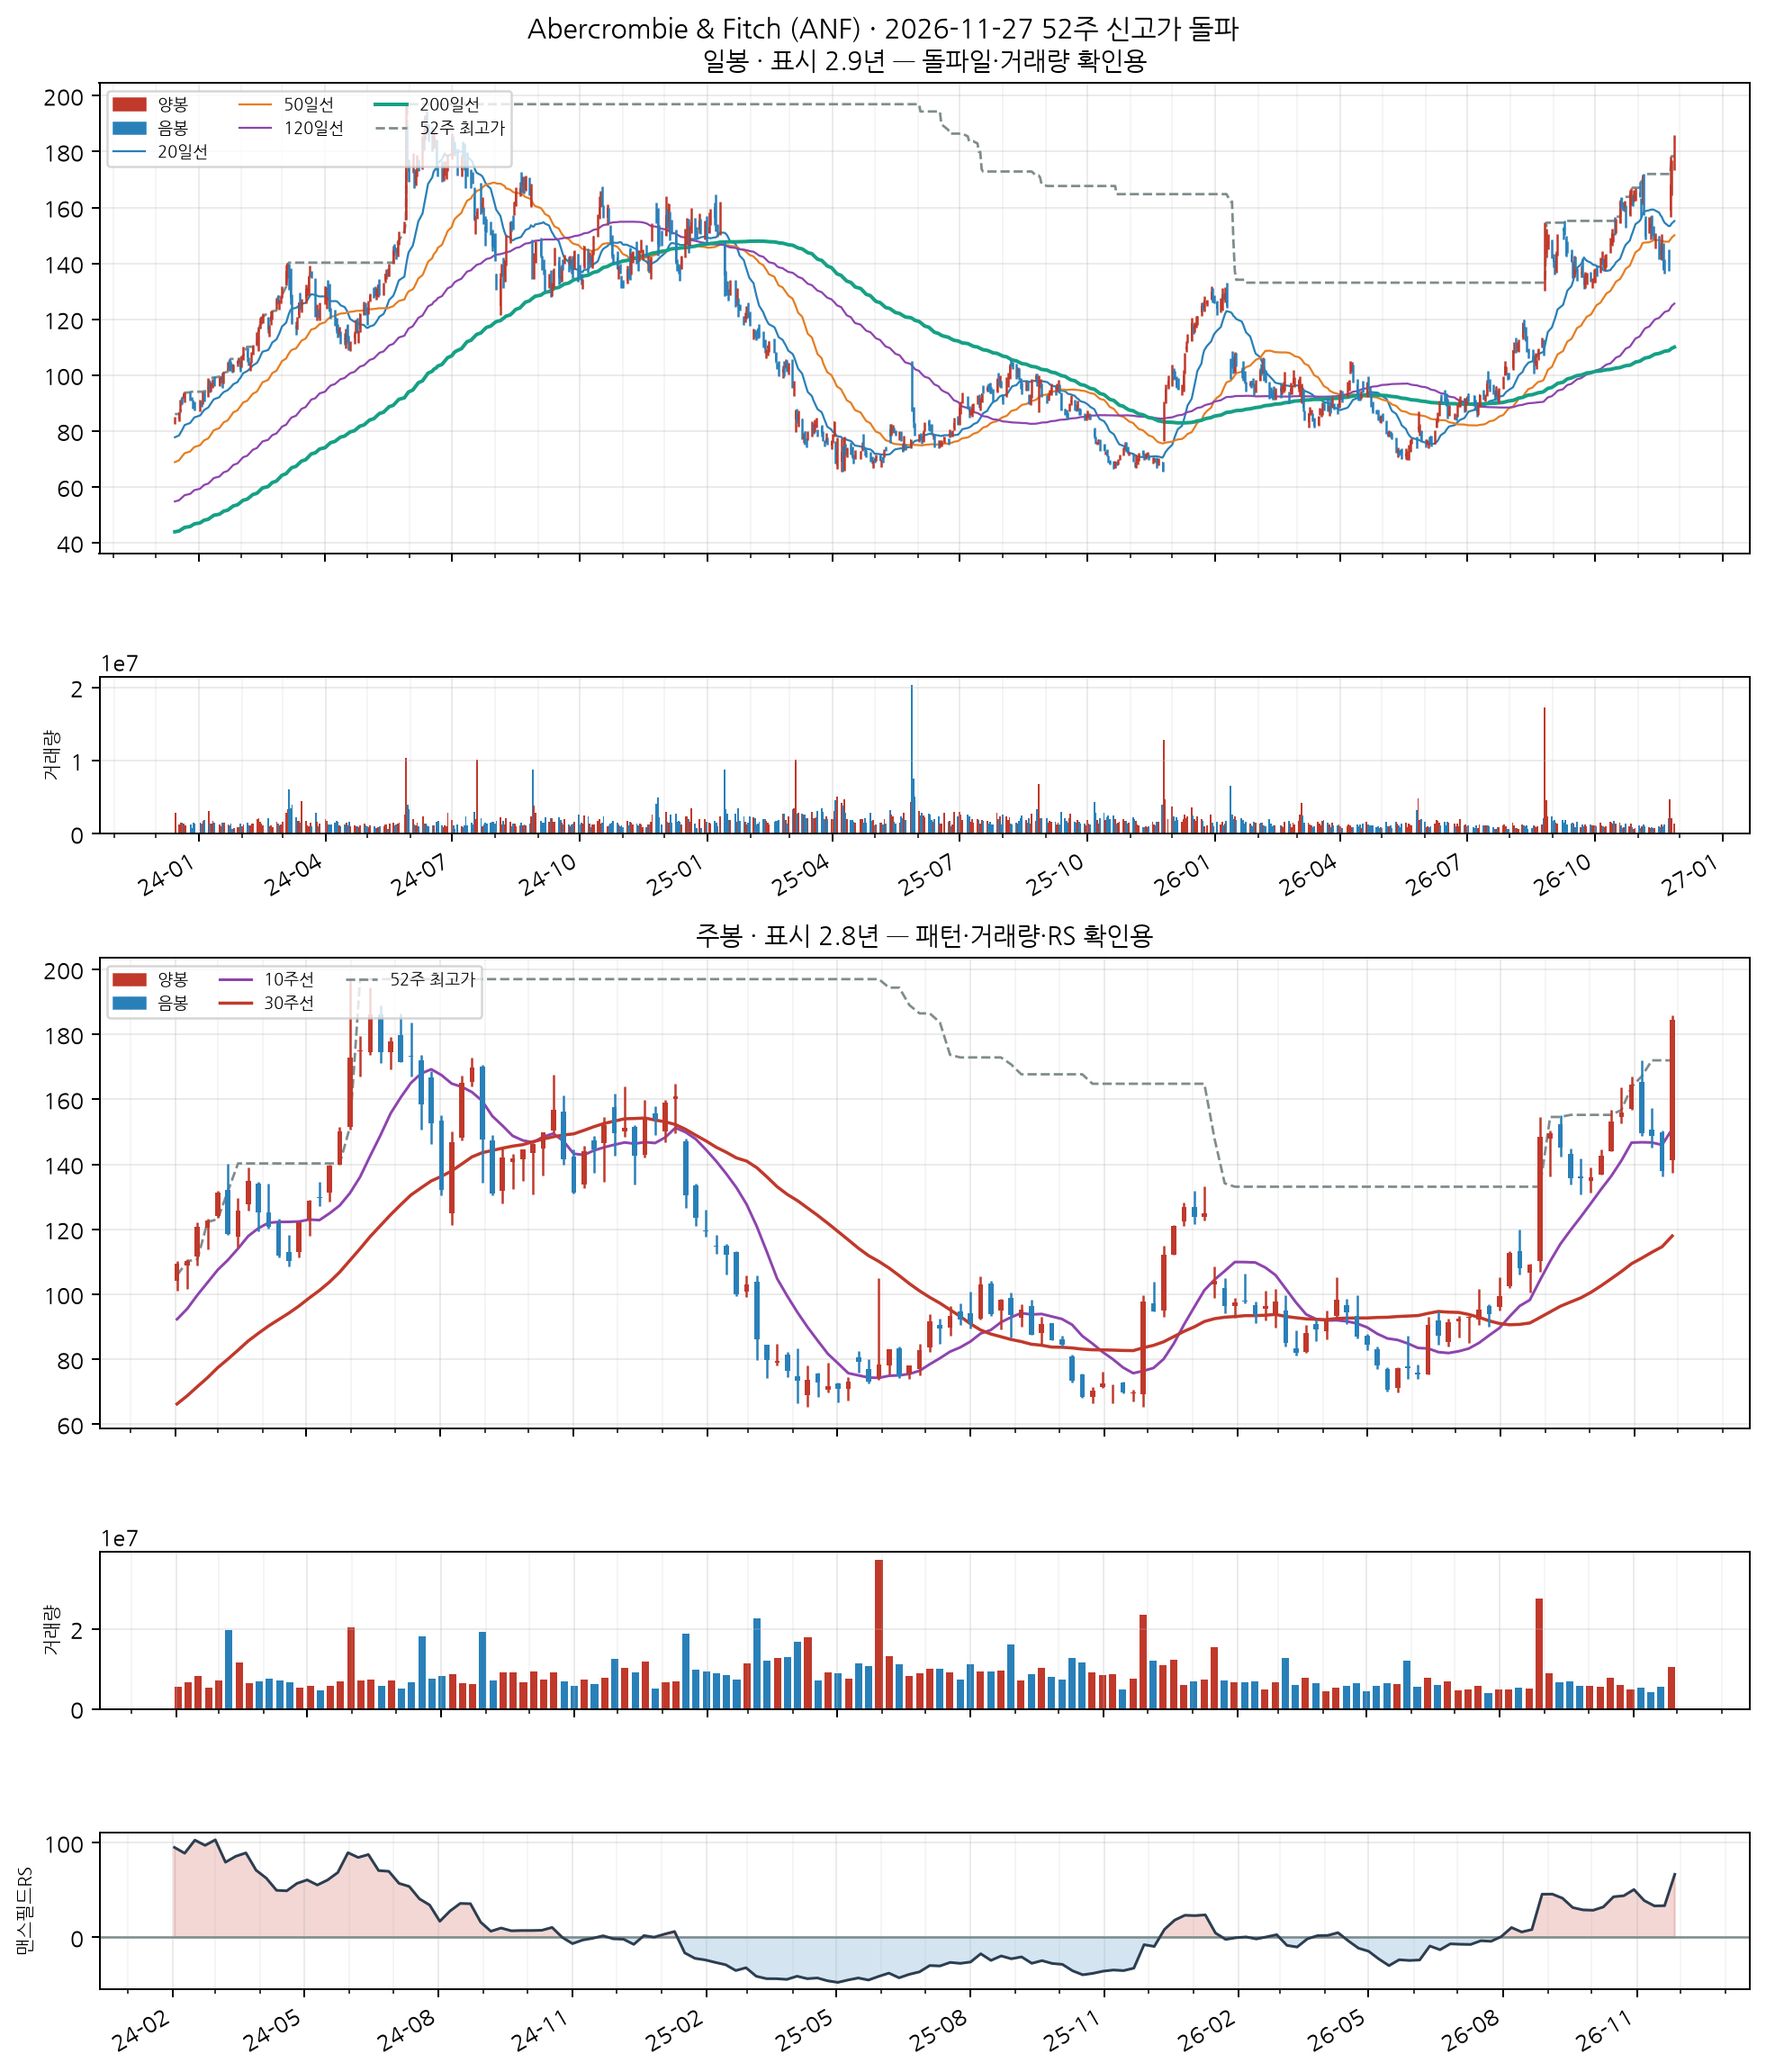 Abercrombie & Fitch (ANF) · 2026-11-27 52주 신고가 돌파
일봉 · 표시 2.9년 — 돌파일·거래량 확인용
양봉 50일선 200일선
음봉 120일선 52주 최고가
20일선
200
180
160
140
120
100
80
60
40
1e7
거래량
2
1
0
24-01 24-04 24-07 24-10 25-01 25-04 25-07 25-10 26-01 26-04 26-07 26-10 27-01
주봉 · 표시 2.8년 — 패턴·거래량·RS 확인용
양봉 10주선 52주 최고가
음봉 30주선
200
180
160
140
120
100
80
60
1e7
거래량
2
0
맨스필드RS
100
0
24-02 24-05 24-08 24-11 25-02 25-05 25-08 25-11 26-02 26-05 26-08 26-11